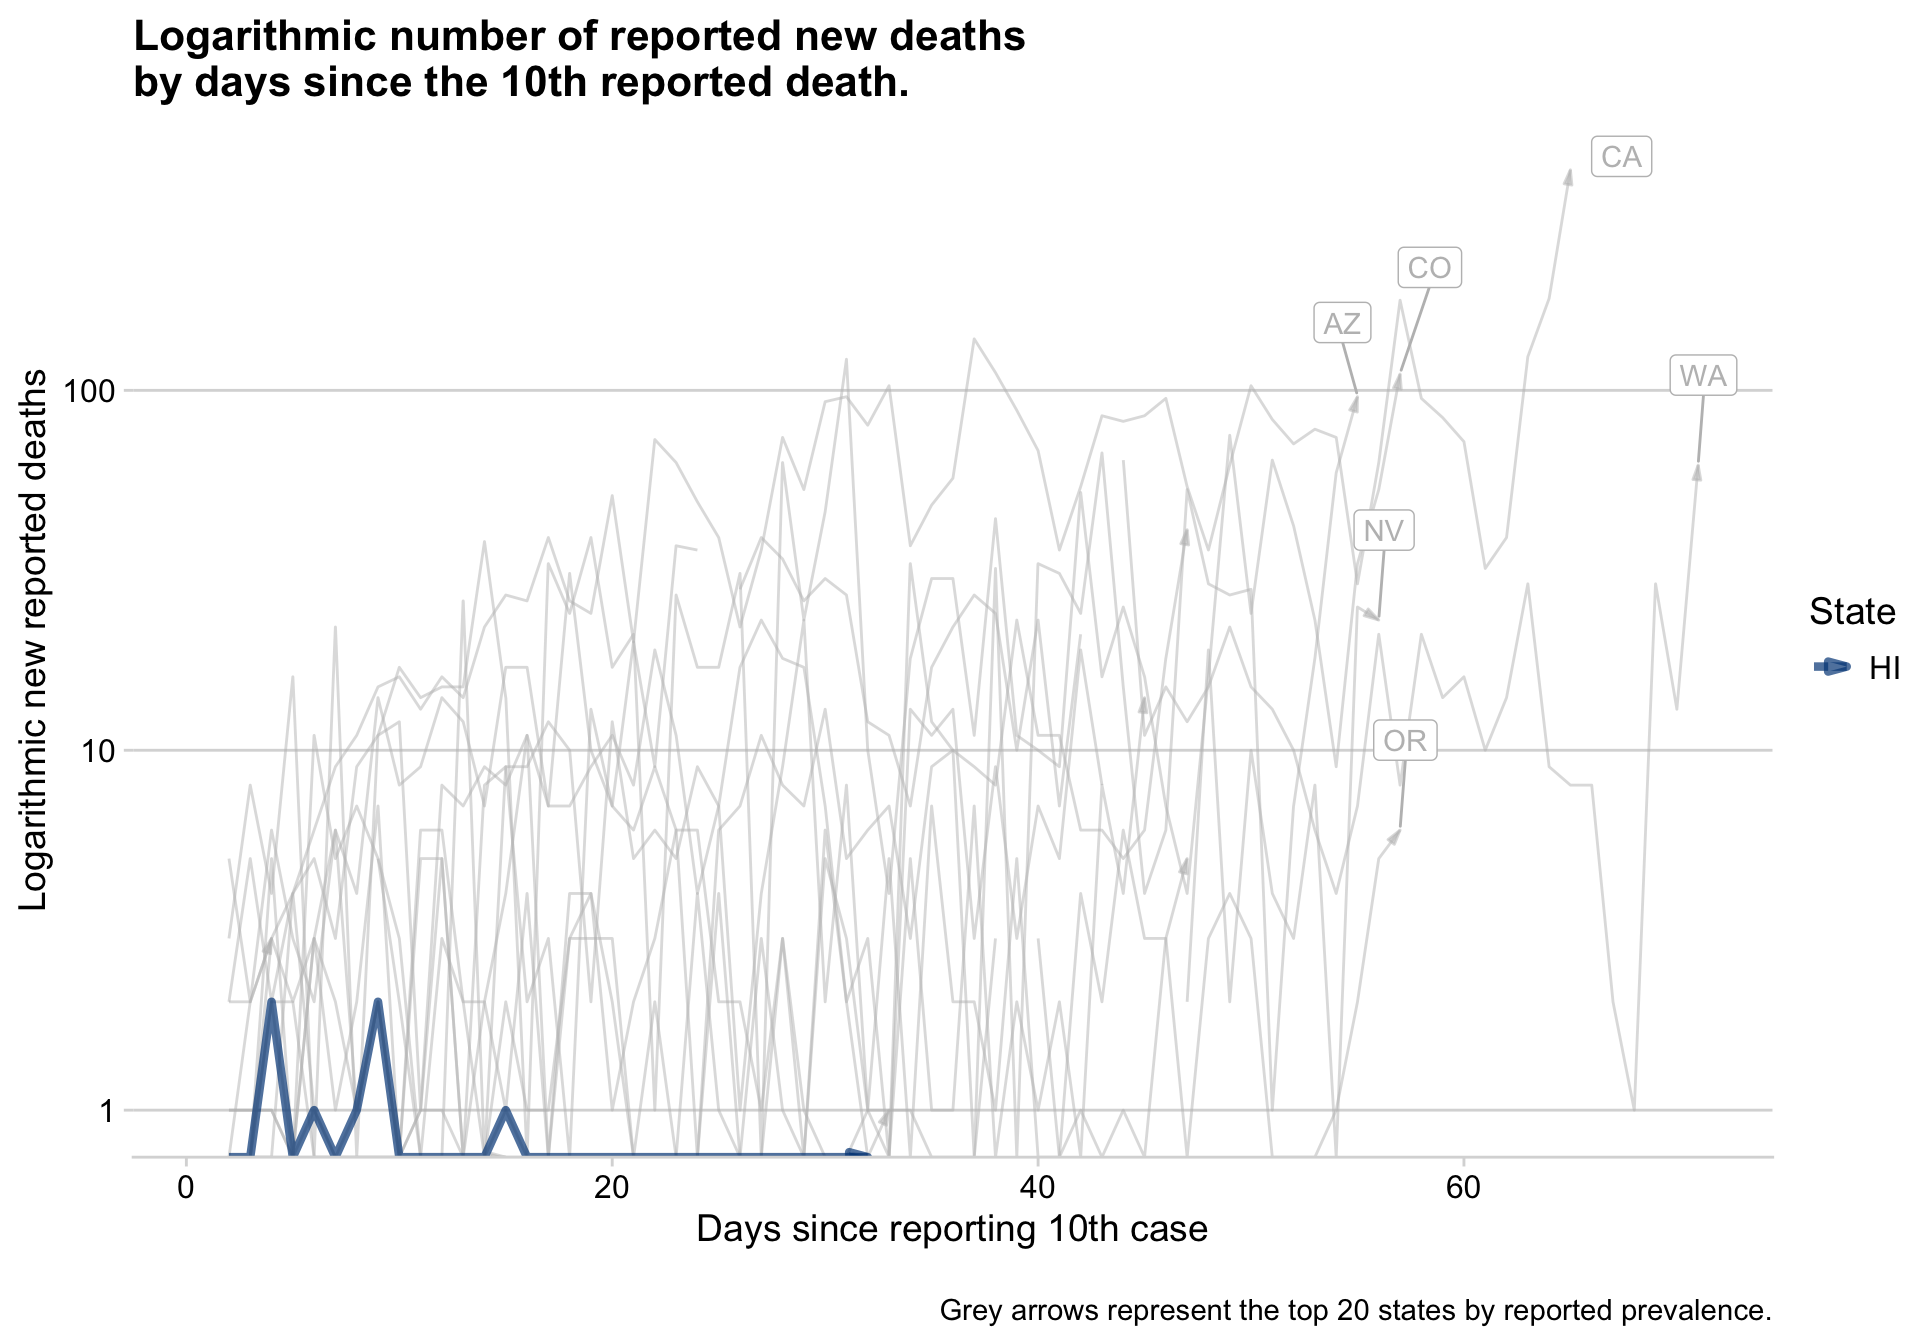 Logarithmic number of reported new deaths
by days since the 10th reported death.
CA
CO
AZ
WA
100
NV
OR
10
1
Logarithmic new reported deaths
State
HI
0 20 40 60
Days since reporting 10th case
Grey arrows represent the top 20 states by reported prevalence.